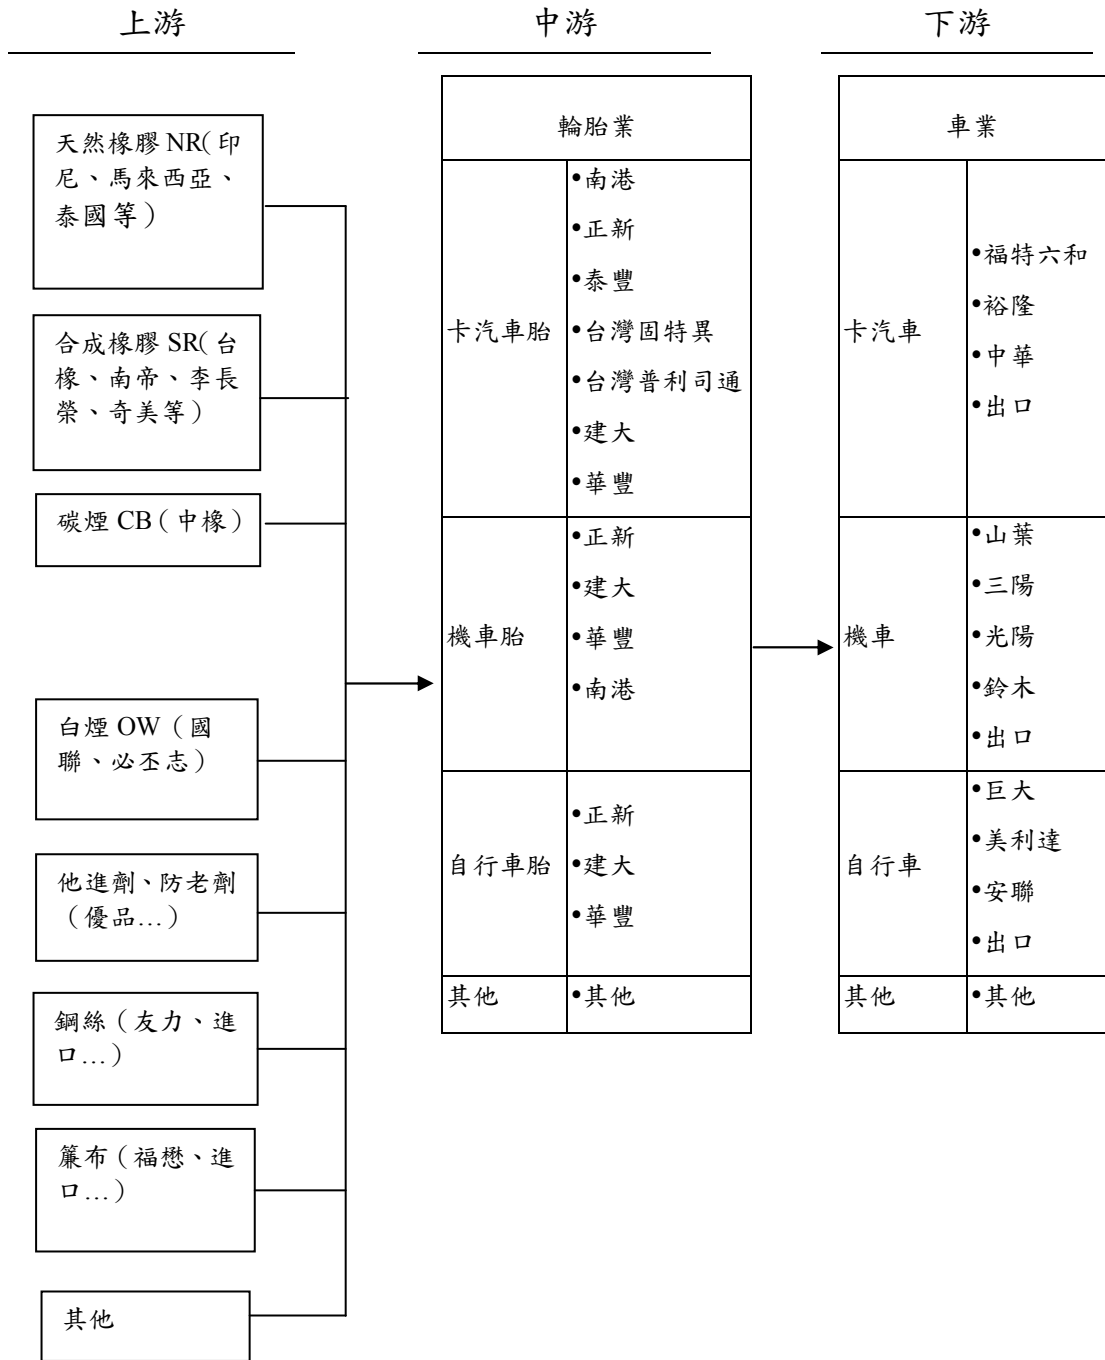 上游
中游
下游
天然橡膠 NR(印
尼、馬來西亞、
泰國等）
合成橡膠 SR(台
橡、南帝、李長
榮、奇美等）
碳煙 CB（中橡）
白煙 OW（國
聯、必丕志）
他進劑、防老劑
（優品…）
鋼絲（友力、進
口…）
簾布（福懋、進
口…）
其他
輪胎業
卡汽車胎
•南港
•正新
•泰豐
•台灣固特異
•台灣普利司通
•建大
•華豐
機車胎
•正新
•建大
•華豐
•南港
自行車胎
•正新
•建大
•華豐
其他
•其他
車業
卡汽車
•福特六和
•裕隆
•中華
•出口
機車
•山葉
•三陽
•光陽
•鈴木
•出口
自行車
•巨大
•美利達
•安聯
•出口
其他
•其他